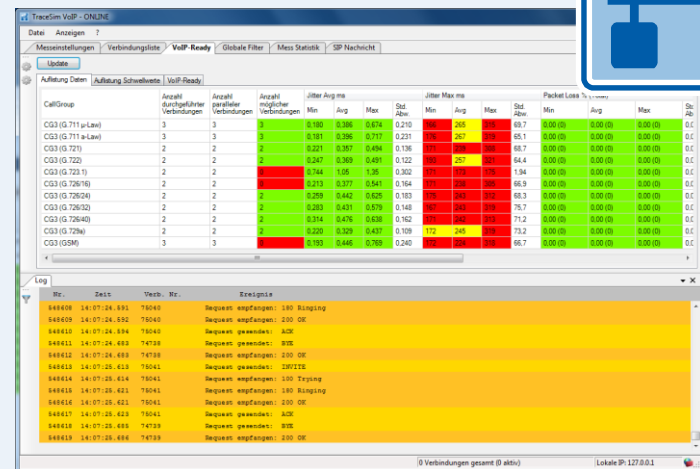 TraceSim VoIP - ONLINE
Datei Anzeigen ?
Messeinstellungen Verbindungsliste VoIP-Ready Globale Filter Mess Statistik SIP Nachricht
Update
Auflistung Daten Auflistung Schwellwerte VoIP-Ready
CallGroup Anzahl durchgeführter Verbindungen Anzahl paralleler Verbindungen Anzahl möglicher Verbindungen Jitter Avg ms Jitter Max ms Packet Loss %
Min Avg Max Std. Abw. Min Avg Max Std. Abw. Min Avg Max
CG3 (G.711 µ-Law) 3 3 3 0,180 0,386 0,674 0,210 265 69,7 0,00 (0) 0,00 (0) 0,00 (0)
CG3 (G.711 a-Law) 3 3 3 0,181 0,396 0,717 0,231 267 65,1 0,00 (0) 0,00 (0) 0,00 (0)
CG3 (G.721) 2 2 2 0,221 0,357 0,494 0,136 68,7 0,00 (0) 0,00 (0) 0,00 (0)
CG3 (G.722) 2 2 2 0,247 0,369 0,491 0,122 257 64,4 0,00 (0) 0,00 (0) 0,00 (0)
CG3 (G.723.1) 2 2 0,744 1,05 1,35 0,302 1,94 0,00 (0) 0,00 (0) 0,00 (0)
CG3 (G.726/16) 2 2 0,213 0,377 0,541 0,164 66,9 0,00 (0) 0,00 (0) 0,00 (0)
CG3 (G.726/24) 2 2 2 0,259 0,442 0,625 0,183 68,3 0,00 (0) 0,00 (0) 0,00 (0)
CG3 (G.726/32) 2 2 2 0,283 0,431 0,579 0,148 75,7 0,00 (0) 0,00 (0) 0,00 (0)
CG3 (G.726/40) 2 2 2 0,314 0,476 0,638 0,162 71,2 0,00 (0) 0,00 (0) 0,00 (0)
CG3 (G.729a) 2 2 2 0,220 0,329 0,437 0,109 172 245 73,2 0,00 (0) 0,00 (0) 0,00 (0)
CG3 (GSM) 3 3 0,193 0,446 0,769 0,240 66,7 0,00 (0) 0,00 (0) 0,00 (0)
Log
Nr. Zeit Verb. Nr. Ereignis
548608 14:07:24.591 75040 Request empfangen: 180 Ringing
548609 14:07:24.592 75040 Request empfangen: 200 OK
548610 14:07:24.594 75040 Request gesendet: ACK
548611 14:07:24.683 74738 Request gesendet: BYE
548612 14:07:24.683 74738 Request empfangen: 200 OK
548613 14:07:25.613 75041 Request gesendet: INVITE
548614 14:07:25.614 75041 Request empfangen: 100 Trying
548615 14:07:25.621 75041 Request empfangen: 180 Ringing
548616 14:07:25.621 75041 Request empfangen: 200 OK
548617 14:07:25.623 75041 Request gesendet: ACK
548618 14:07:25.685 74739 Request gesendet: BYE
548619 14:07:25.686 74739 Request empfangen: 200 OK
0 Verbindungen gesamt (0 aktiv) Lokale IP: 127.0.0.1